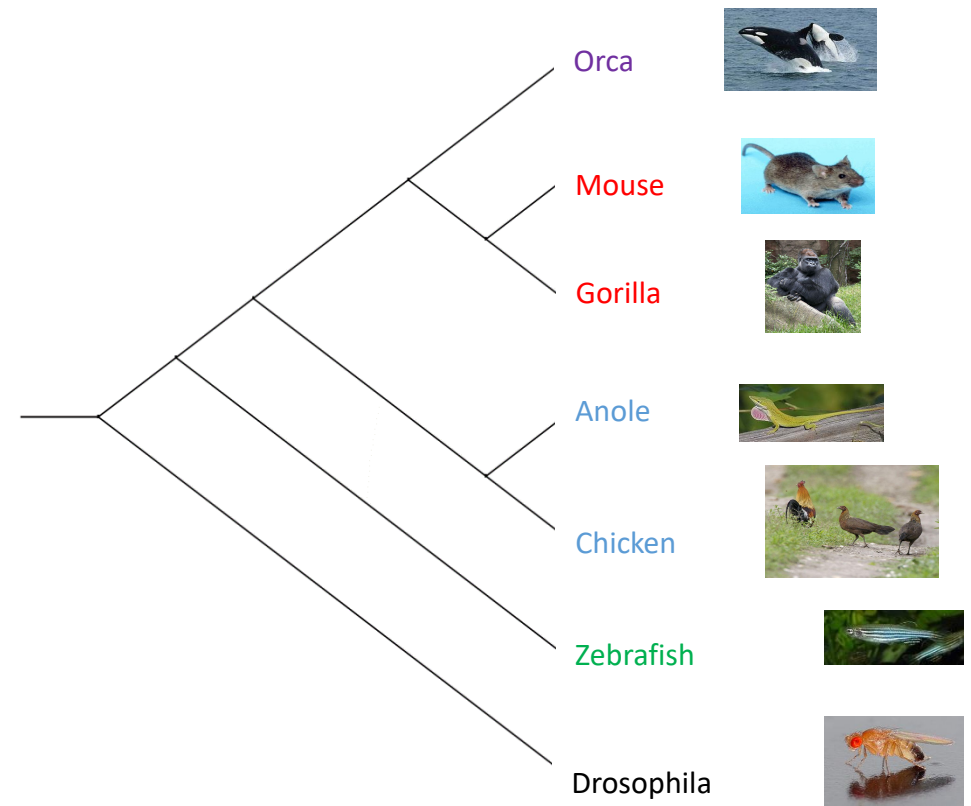 Orca
Mouse
Gorilla
Anole
Chicken
Zebrafish
Drosophila